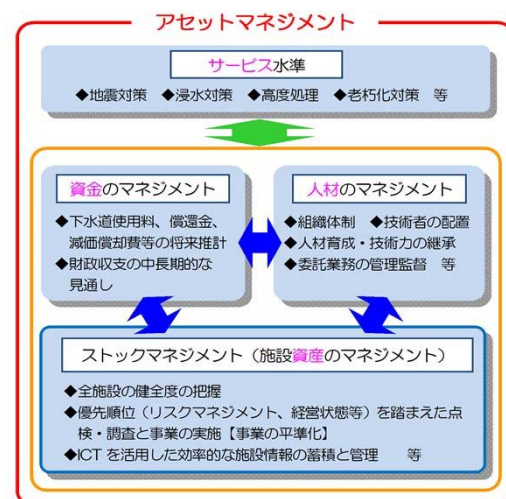 アセットマネジメント
サービス水準
◆地震対策 ◆浸水対策 ◆高度処理 ◆老朽化対策 等
資金のマネジメント
◆下水道使用料、償還金、
減価償却費等の将来推計
◆財政収支の中長期的な
見通し
人材のマネジメント
◆組織体制 ◆技術者の配置
◆人材育成・技術力の継承
◆委託業務の管理監督 等
ストックマネジメント（施設資産のマネジメント）
◆全施設の健全度の把握
◆優先順位（リスクマネジメント、経営状態等）を踏まえた点
検・調査と事業の実施【事業の平準化】
◆ICTを活用した効率的な施設情報の蓄積と管理 等